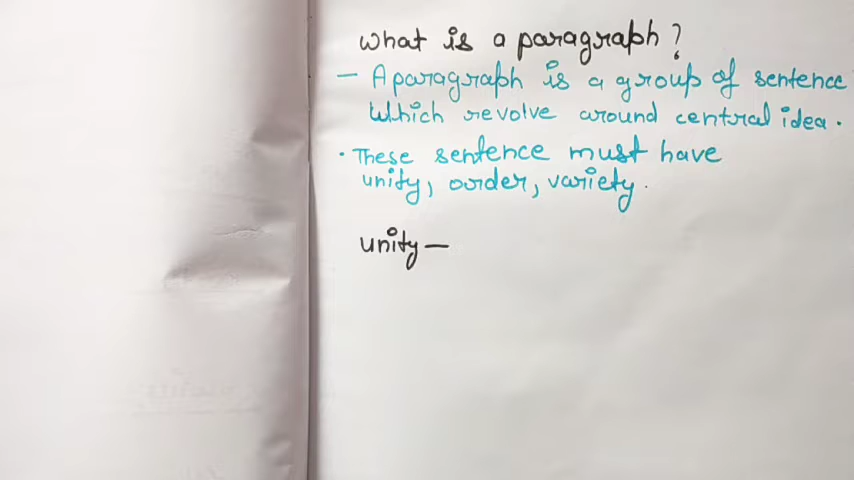 What is a paragraph?
- A paragraph is a group of sentence
which revolve around central idea.
· These sentence must have
unity, order, variety.
unity -